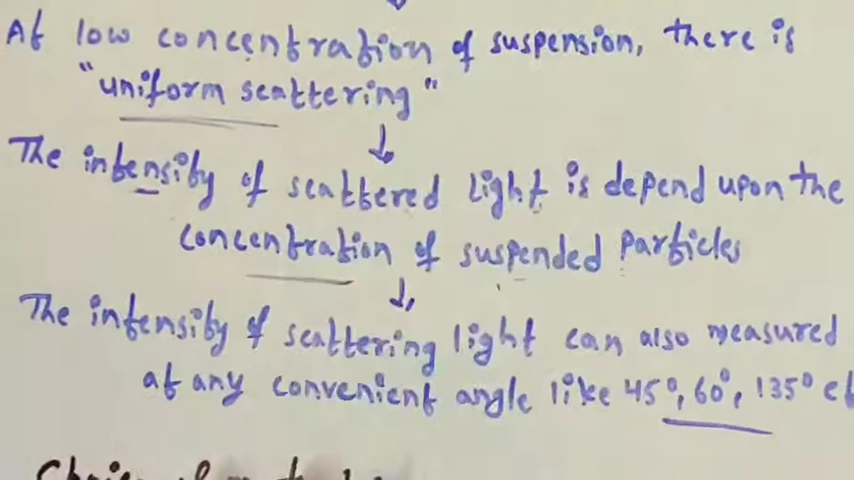 At low concentration of suspension, there is
"uniform scattering"
↓
The intensity of scattered light is depend upon the
concentration of suspended particles
↓
The intensity of scattering light can also measured
at any convenient angle like 45°, 60°, 135° et